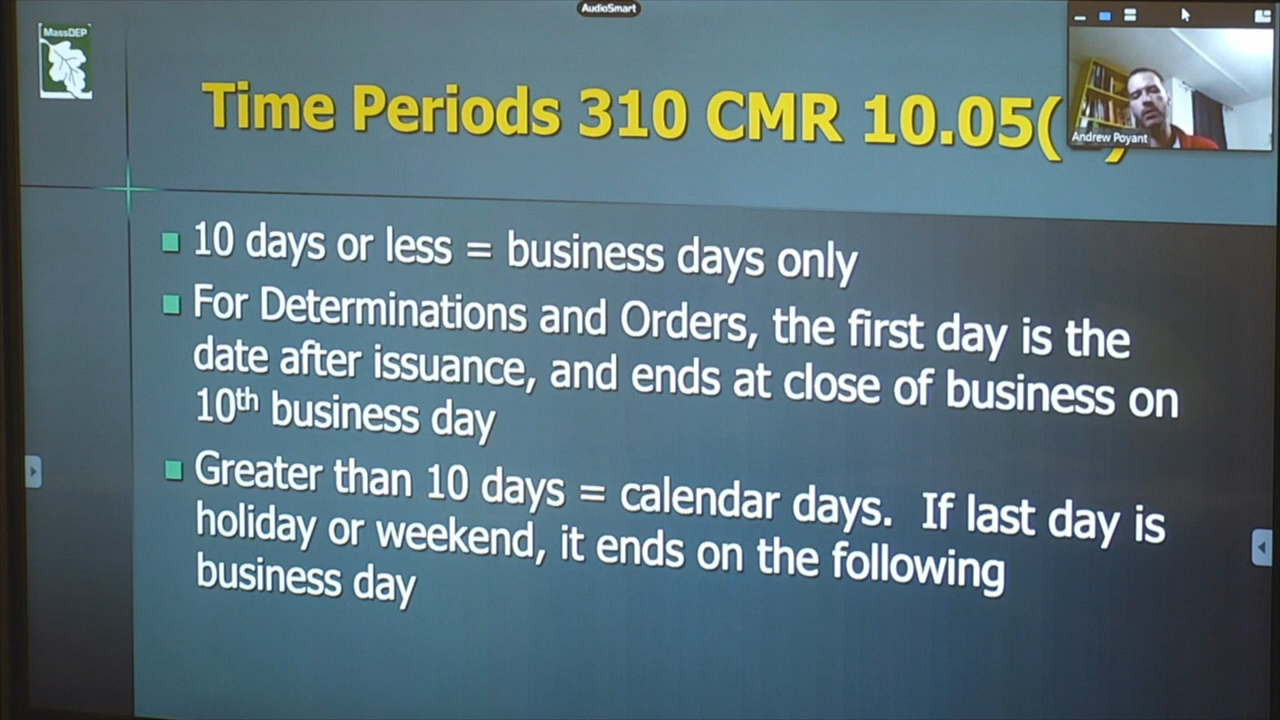 AudioSmart
MassDEP
Time Periods 310 CMR 10.05(
Andrew Poyant
10 days or less = business days only
For Determinations and Orders, the first day is the
date after issuance, and ends at close of business on
10th business day
Greater than 10 days = calendar days. If last day is
holiday or weekend, it ends on the following
business day